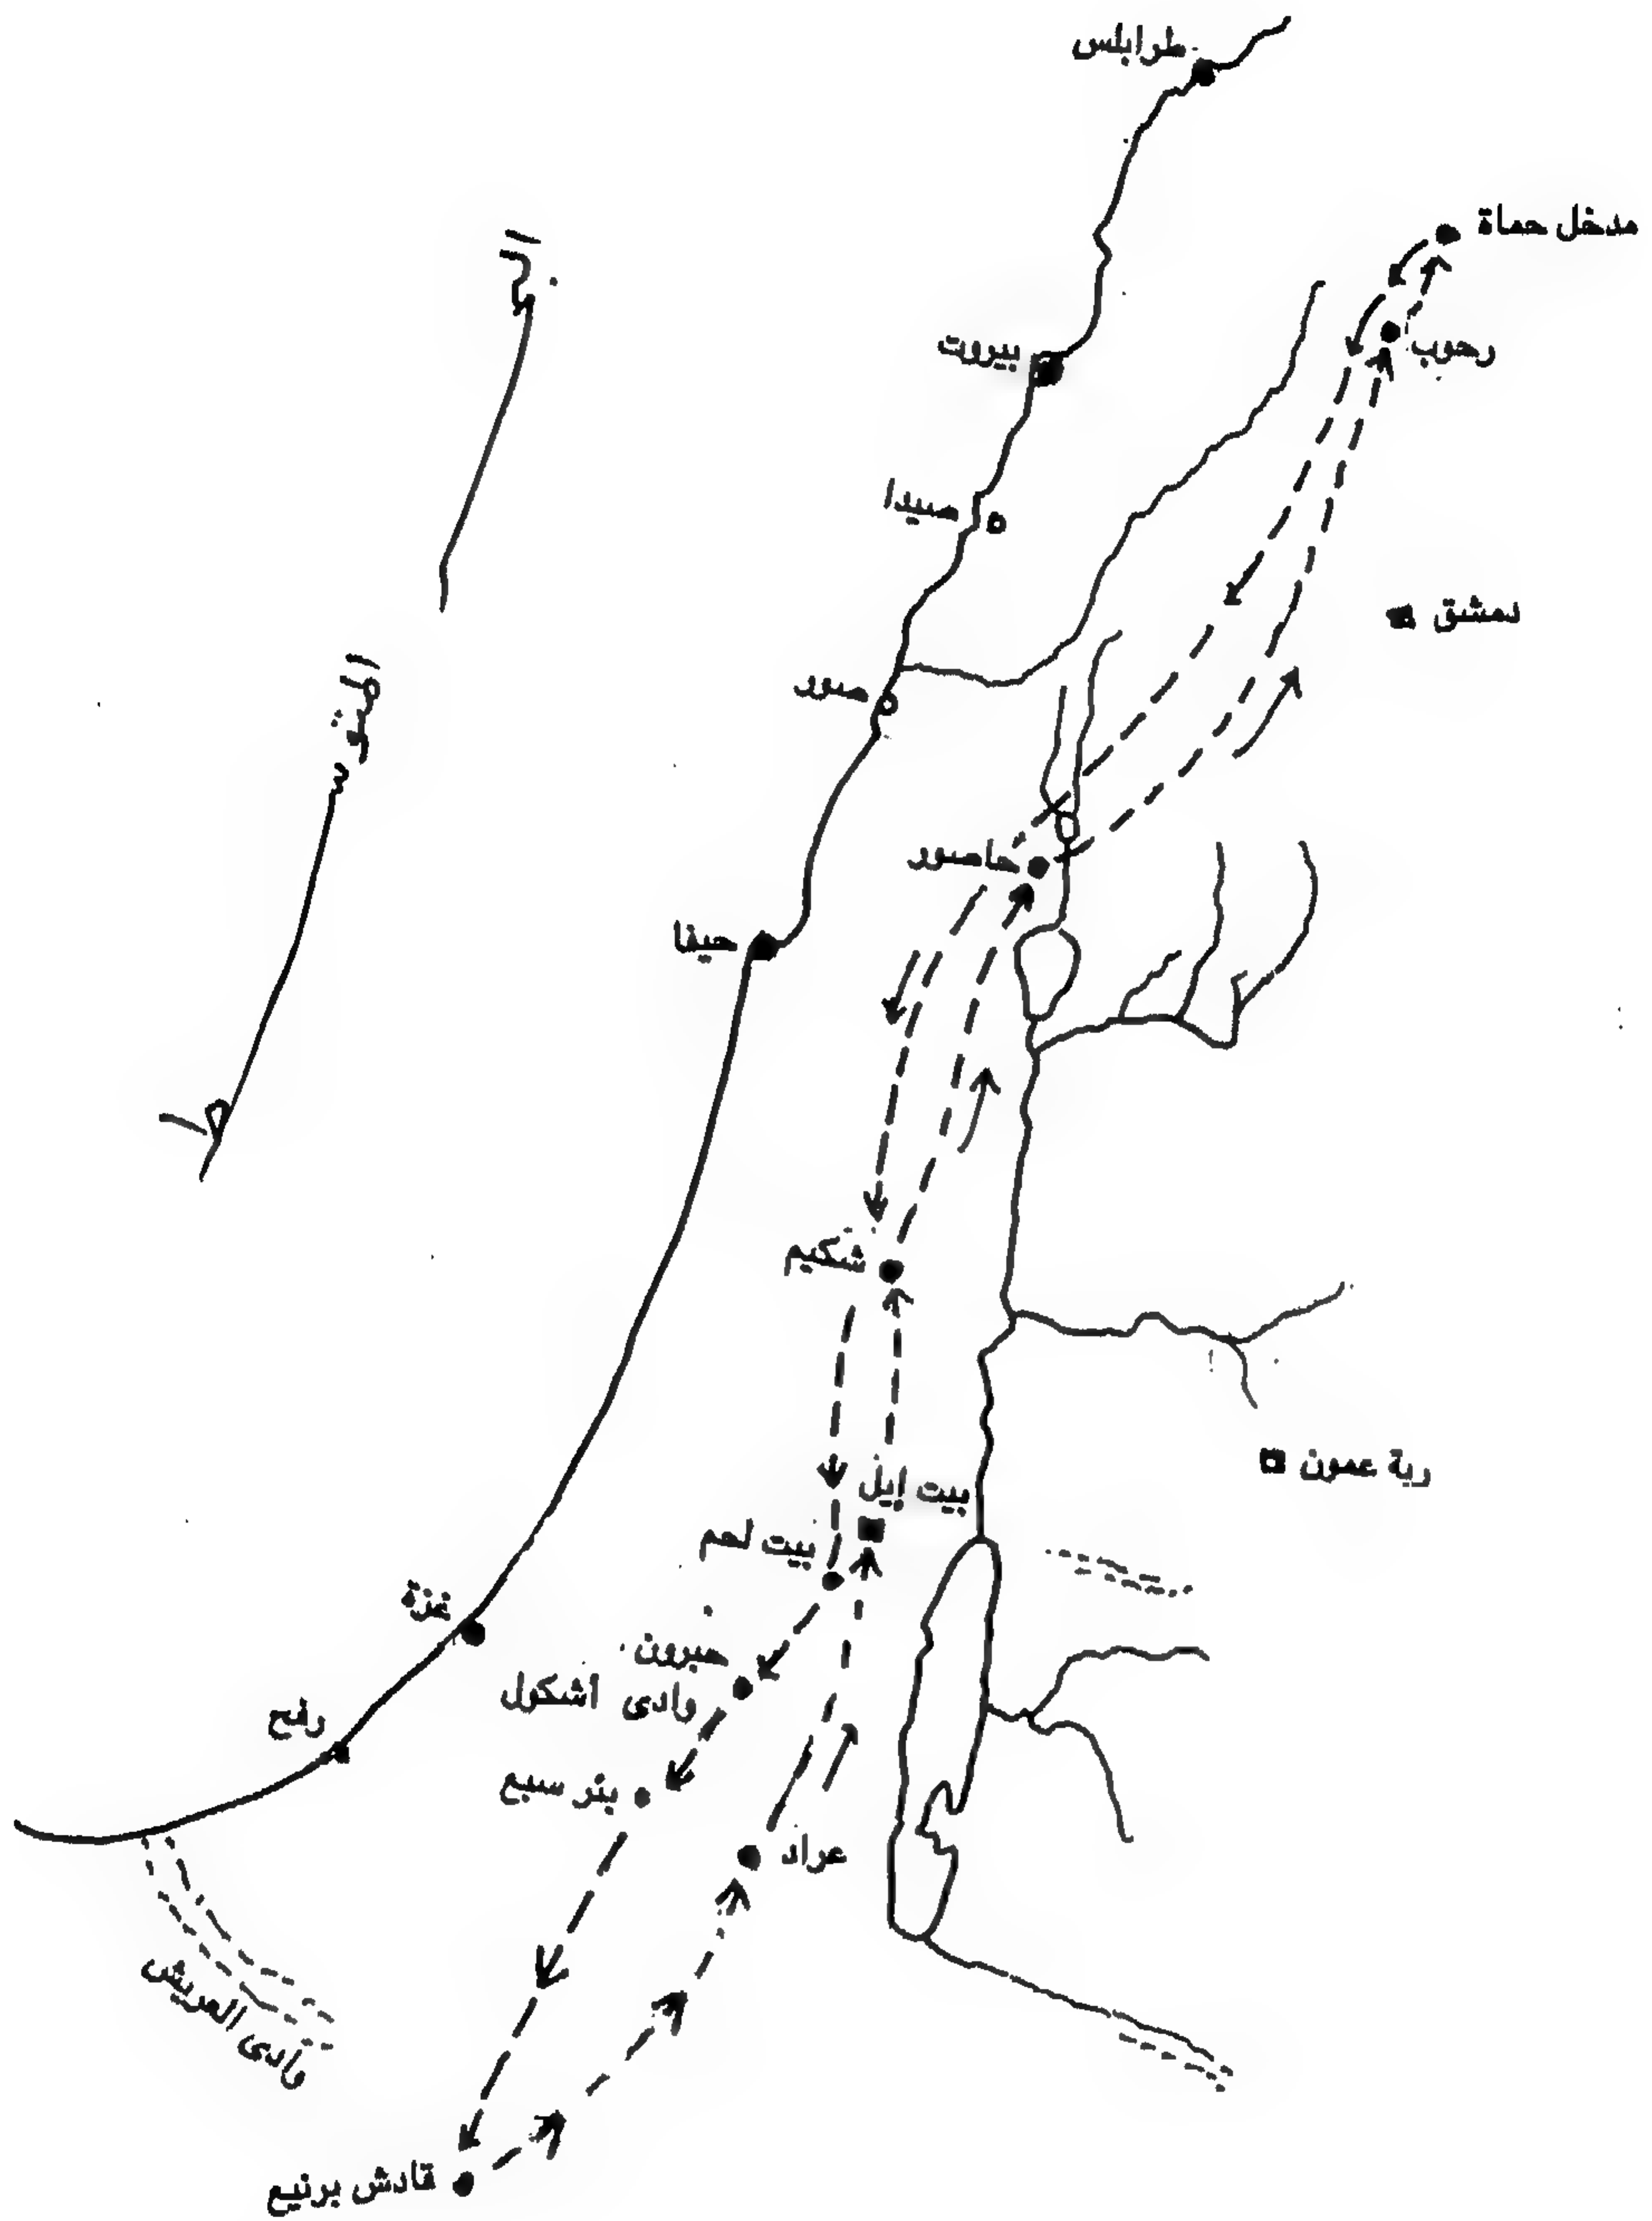 طرابلس
مدخل حماة
رحوب
بيروت
صيدا
دمشق
صور
البحر
المتوسط
حاصور
حيفا
شكيم
ربة عمون
بيت إيل
بيت لحم
غزة
حبرون
وادى اشكول
رفح
بئر سبع
عراد
وادى العريش
قادش برنيع